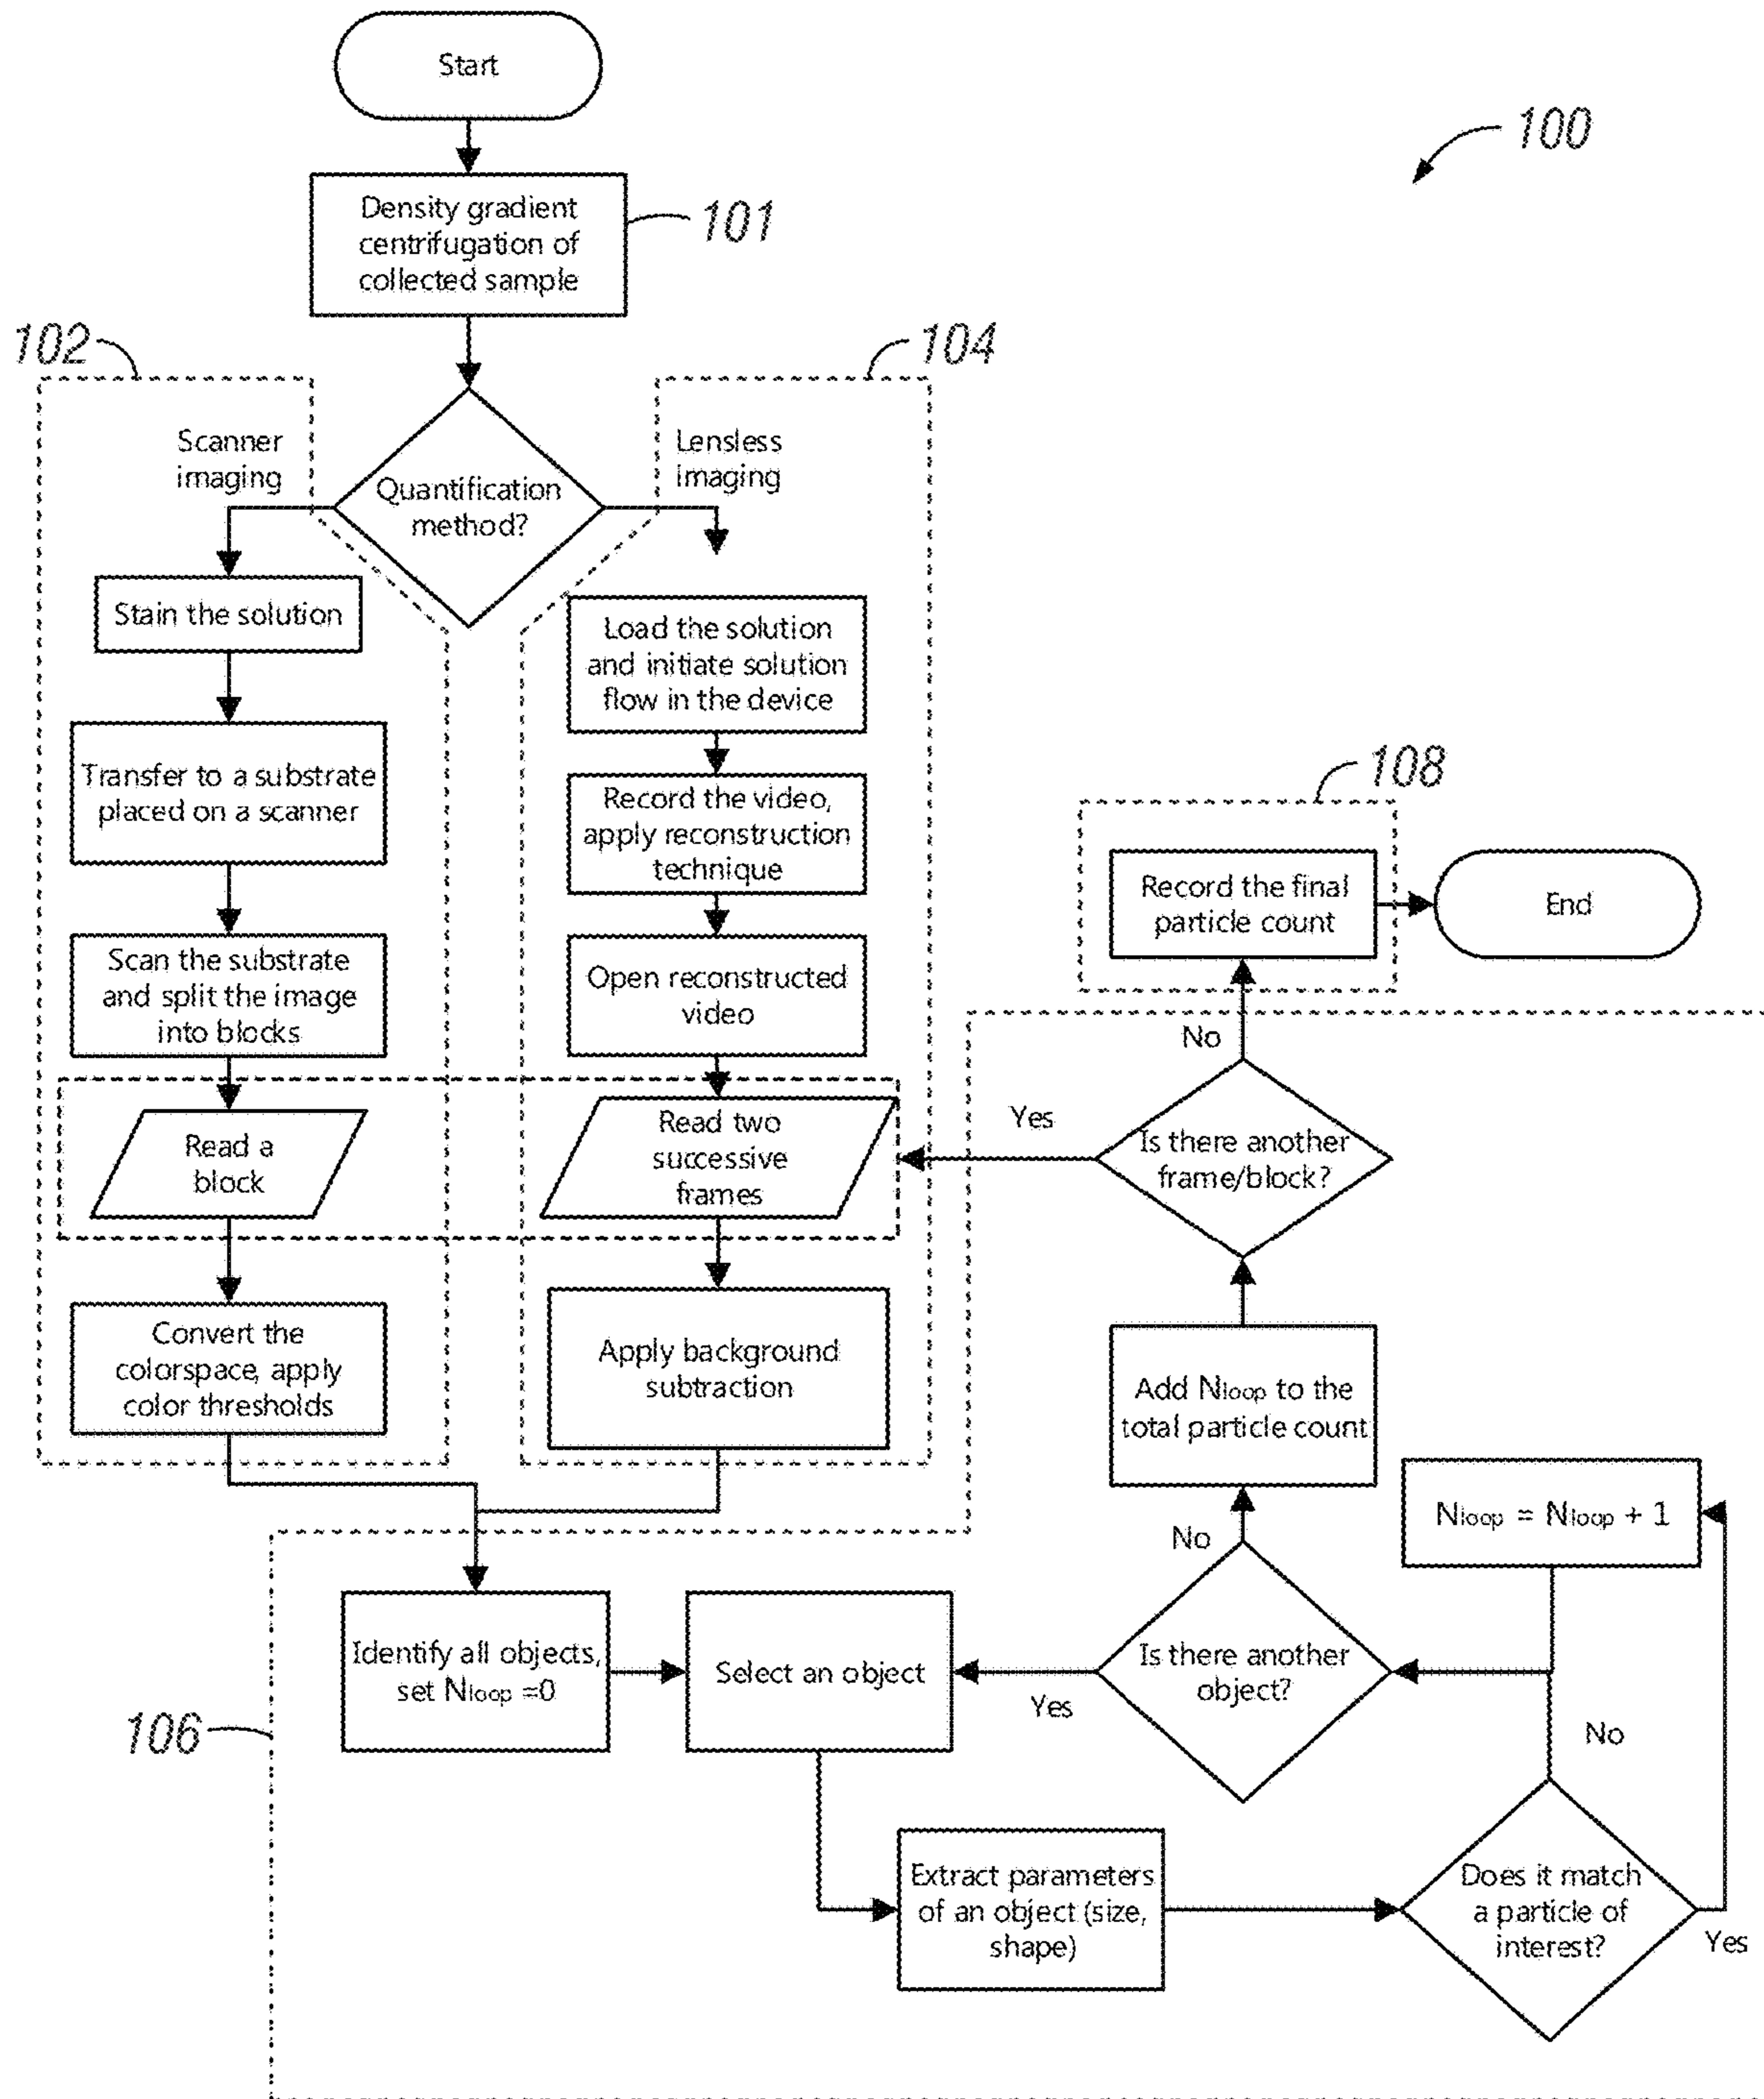 Start
100
Density gradient
centrifugation of
collected sample
101
102
104
Scanner
imaging
Quantification
method?
Lensless
imaging
Stain the solution
Load the solution
and initiate solution
flow in the device
Transfer to a substrate
placed on a scanner
Record the video,
apply reconstruction
technique
108
Record the final
particle count
End
Scan the substrate
and split the image
into blocks
Open reconstructed
video
No
Read a
block
Read two
successive
frames
Yes
Is there another
frame/block?
Convert the
colorspace, apply
color thresholds
Apply background
subtraction
Add Nloop to the
total particle count
Nloop = Nloop + 1
No
Identify all objects,
set Nloop =0
Select an object
Yes
Is there another
object?
No
106
Extract parameters
of an object (size,
shape)
Does it match
a particle of
interest?
Yes